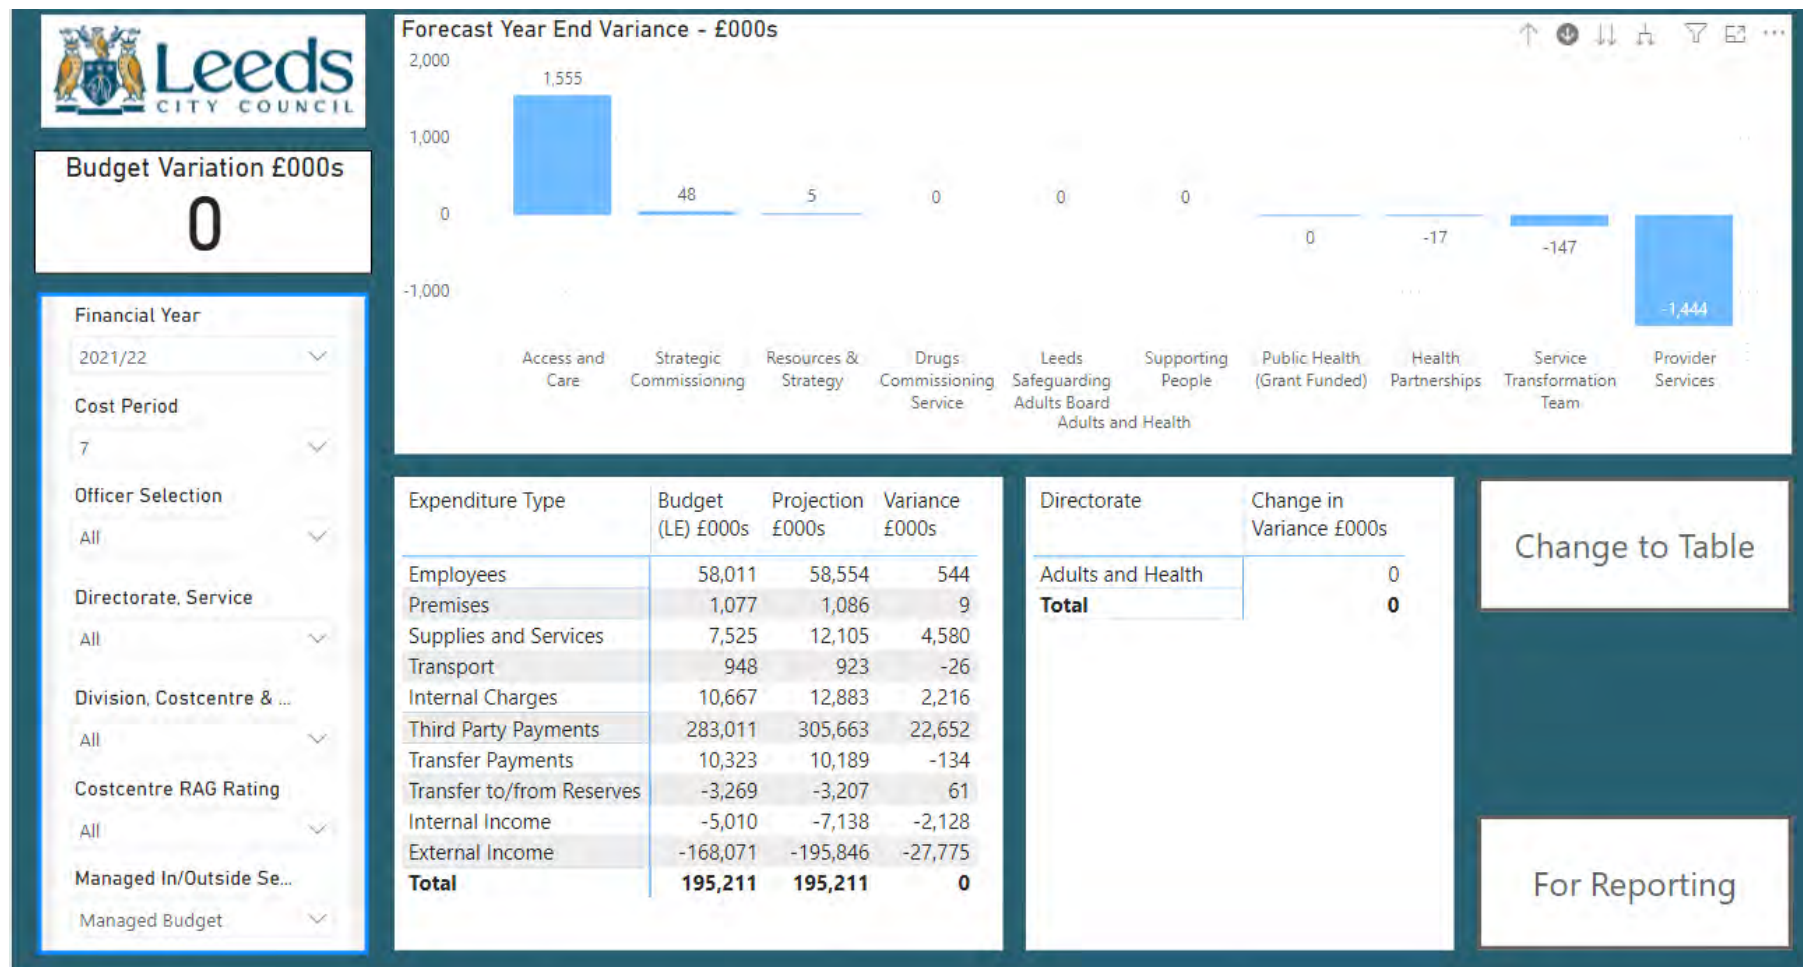 Leeds
CITY COUNCIL
Budget Variation £000s
0
Financial Year
2021/22
Cost Period
7
Officer Selection
All
Directorate, Service
All
Division, Costcentre & ...
All
Costcentre RAG Rating
All
Managed In/Outside Se...
Managed Budget
Forecast Year End Variance - £000s
2,000
1,000
0
-1,000
1,555
48
5
0
0
0
0
-17
-147
-1,444
Access and
Care
Strategic
Commissioning
Resources &
Strategy
Drugs
Commissioning
Service
Leeds
Safeguarding
Adults Board
Supporting
People
Public Health
(Grant Funded)
Health
Partnerships
Service
Transformation
Team
Provider
Services
Adults and Health
Expenditure Type Budget (LE) £000s Projection £000s Variance £000s
Employees 58,011 58,554 544
Premises 1,077 1,086 9
Supplies and Services 7,525 12,105 4,580
Transport 948 923 -26
Internal Charges 10,667 12,883 2,216
Third Party Payments 283,011 305,663 22,652
Transfer Payments 10,323 10,189 -134
Transfer to/from Reserves -3,269 -3,207 61
Internal Income -5,010 -7,138 -2,128
External Income -168,071 -195,846 -27,775
Total 195,211 195,211 0
Directorate Change in Variance £000s
Adults and Health 0
Total 0
Change to Table
For Reporting